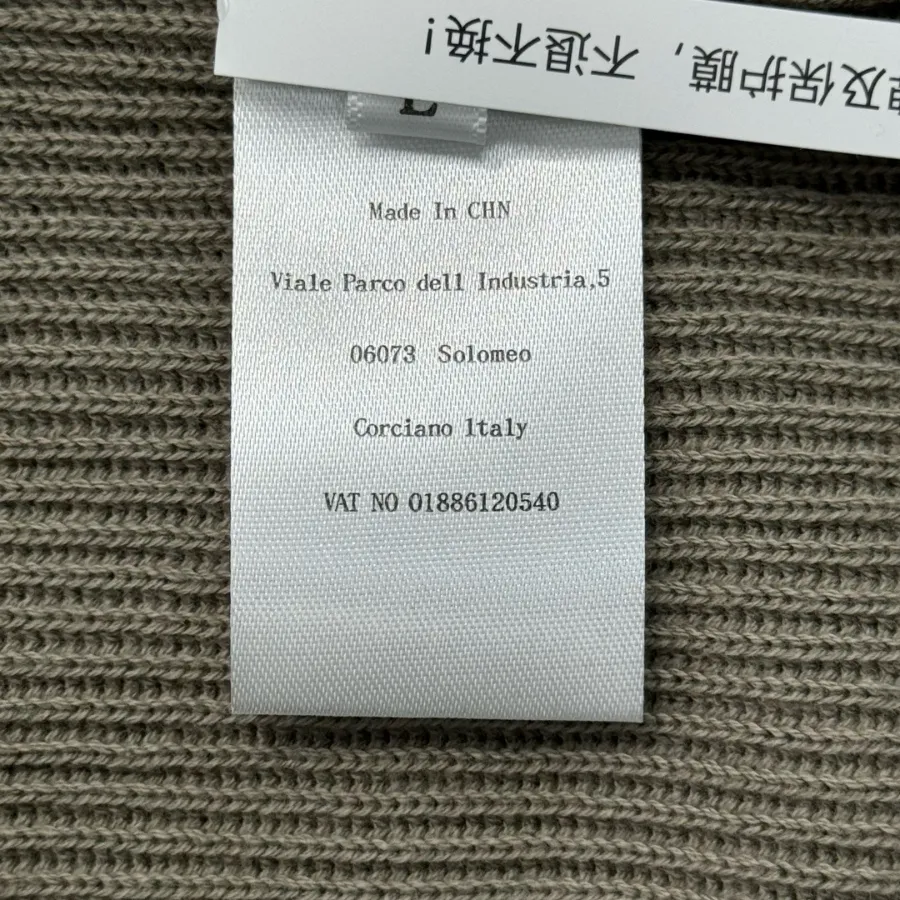 及保护膜，不退不换！
L
Made In CHN
Viale Parco dell Industria,5
06073 Solomeo
Corciano ltaly
VAT NO 01886120540